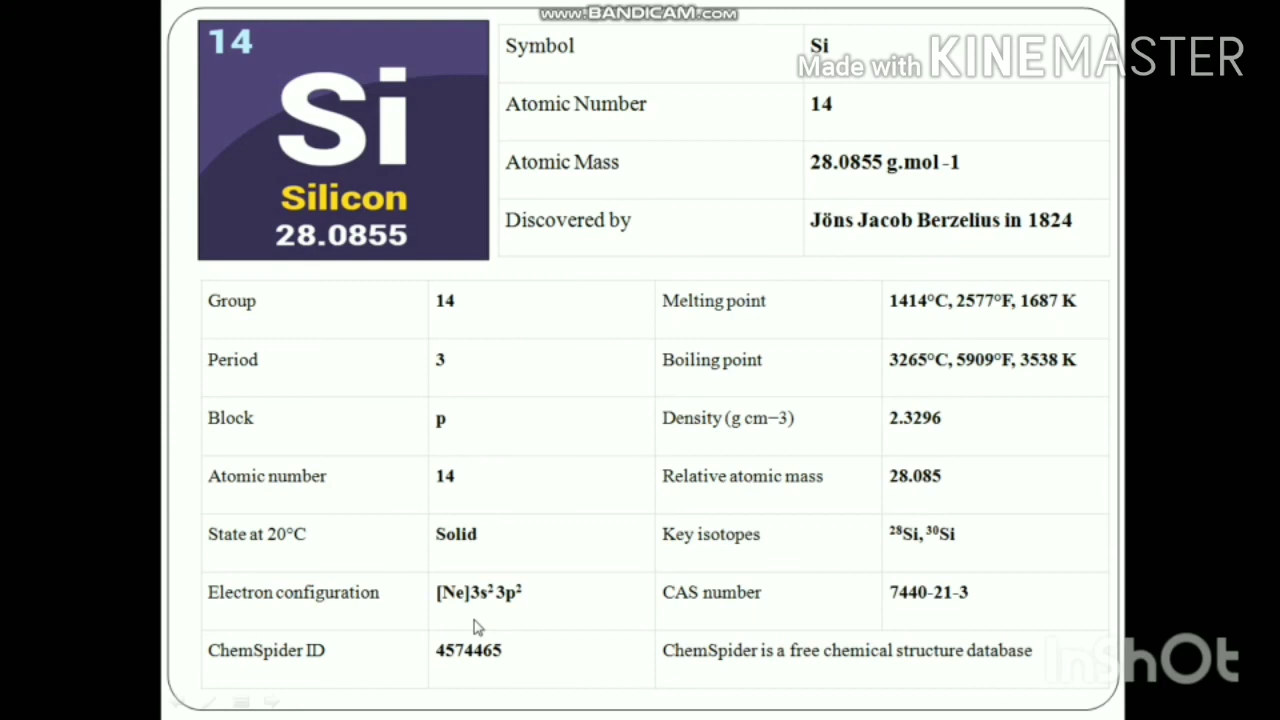 www.BANDICAM.com
14
Si
Silicon
28.0855
Symbol Si
Made with KINEMASTER
Atomic Number 14
Atomic Mass 28.0855 g.mol -1
Discovered by Jöns Jacob Berzelius in 1824
Group 14 Melting point 1414°C, 2577°F, 1687 K
Period 3 Boiling point 3265°C, 5909°F, 3538 K
Block p Density (g cm−3) 2.3296
Atomic number 14 Relative atomic mass 28.085
State at 20°C Solid Key isotopes ²⁸Si, ³⁰Si
Electron configuration [Ne]3s² 3p² CAS number 7440-21-3
ChemSpider ID 4574465 ChemSpider is a free chemical structure database
InShOt